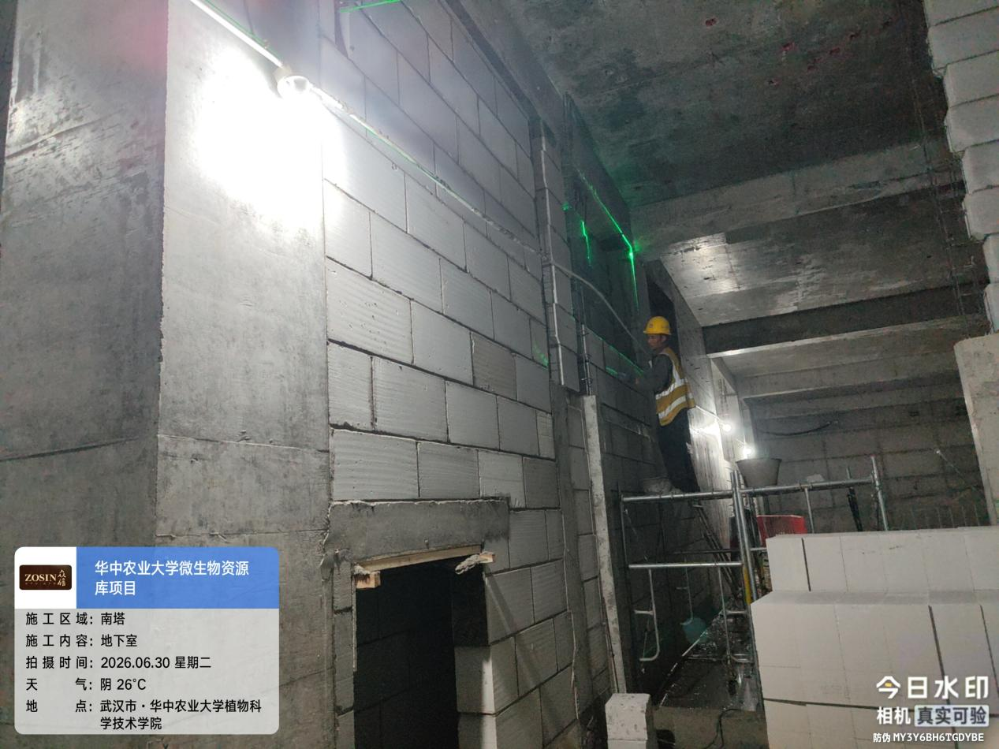 ZOSIN 众信
华中农业大学微生物资源
库项目
施工区域：南塔
施工内容：地下室
拍摄时间：2026.06.30 星期二
天 气：阴 26°C
地 点：武汉市·华中农业大学植物科
学技术学院
今日水印
相机 真实可验
防伪 MY3Y6BH6TGDYBE